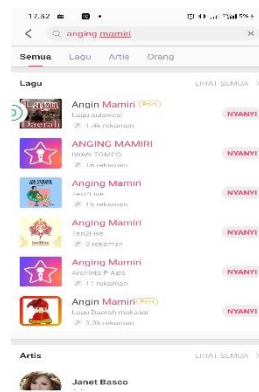 17.32
anging mamiri
Semua Lagu Artis Orang
Lagu LIHAT SEMUA
Angin Mamiri
Lagu sulawesi
1.4k rekaman
NYANYI
ANGING MAMIRI
IWAN TOMPO
16 rekaman
NYANYI
Anging Mamiri
16 rekaman
NYANYI
Anging Mamiri
0 rekaman
NYANYI
Anging Mamiri
11 rekaman
NYANYI
Angin Mamiri
Lagu Daerah makasar
3.3k rekaman
NYANYI
Artis LIHAT SEMUA
Janet Basco